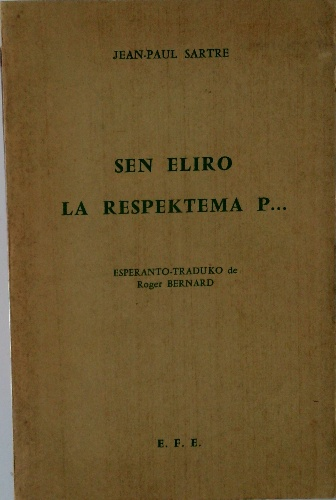 JEAN-PAUL SARTRE
SEN ELIRO
LA RESPEKTEMA P...
ESPERANTO-TRADUKO de
Roger BERNARD
E. F. E.